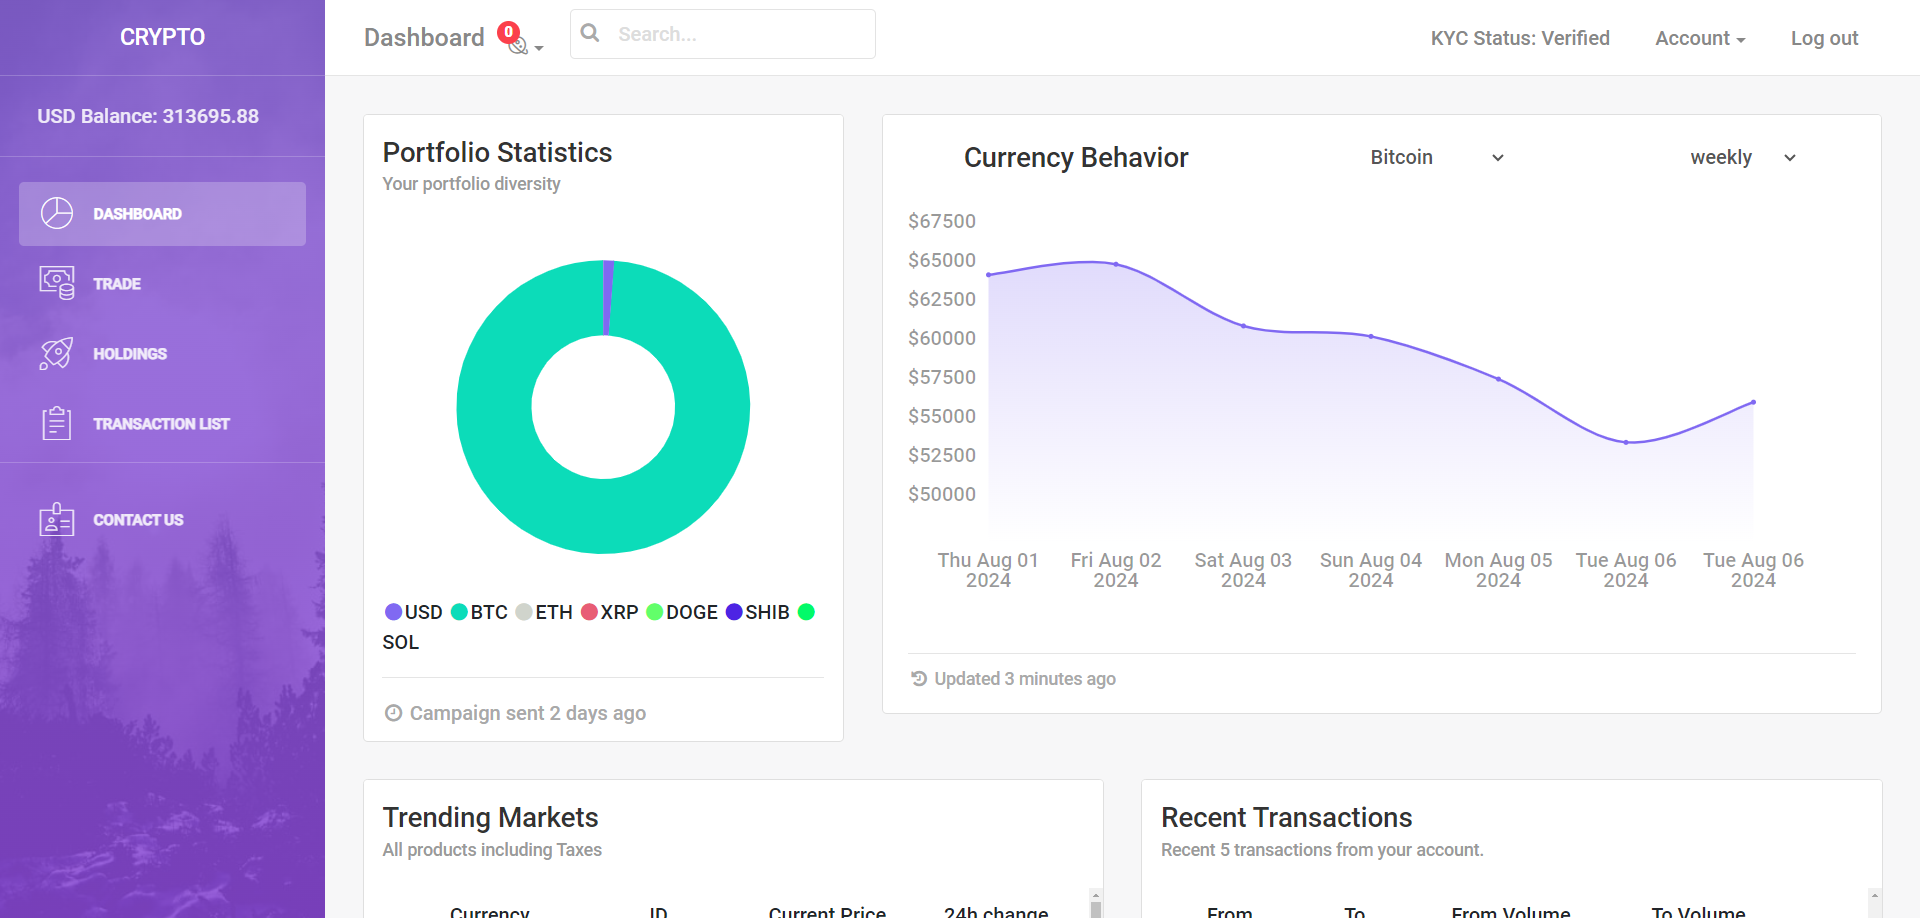 CRYPTO
USD Balance: 313695.88
DASHBOARD
TRADE
HOLDINGS
TRANSACTION LIST
CONTACT US
Dashboard 0
Search...
KYC Status: Verified
Account
Log out
Portfolio Statistics
Your portfolio diversity
USD BTC ETH XRP DOGE SHIB
SOL
Campaign sent 2 days ago
Currency Behavior
Bitcoin
weekly
$67500
$65000
$62500
$60000
$57500
$55000
$52500
$50000
Thu Aug 01 Fri Aug 02 Sat Aug 03 Sun Aug 04 Mon Aug 05 Tue Aug 06 Tue Aug 06
2024 2024 2024 2024 2024 2024 2024
Updated 3 minutes ago
Trending Markets
All products including Taxes
Currency ID Current Price 24h change
Recent Transactions
Recent 5 transactions from your account.
From To From Volume To Volume